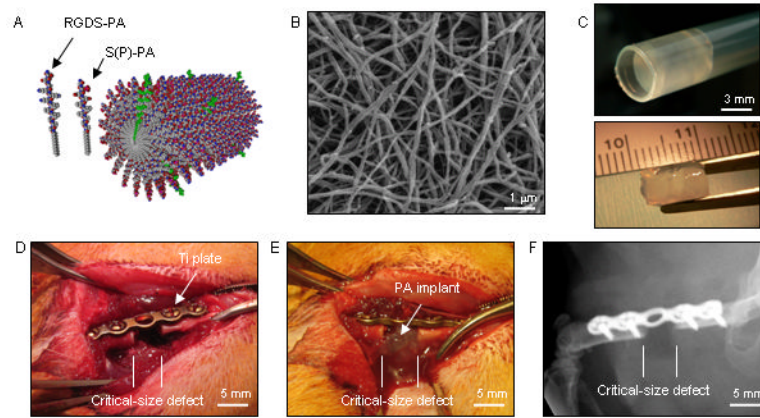 A
RGDS-PA
S(P)-PA
B
1 μm
C
3 mm
10 11 12
D
Ti plate
Critical-size defect
5 mm
E
PA implant
Critical-size defect
5 mm
F
Critical-size defect
5 mm